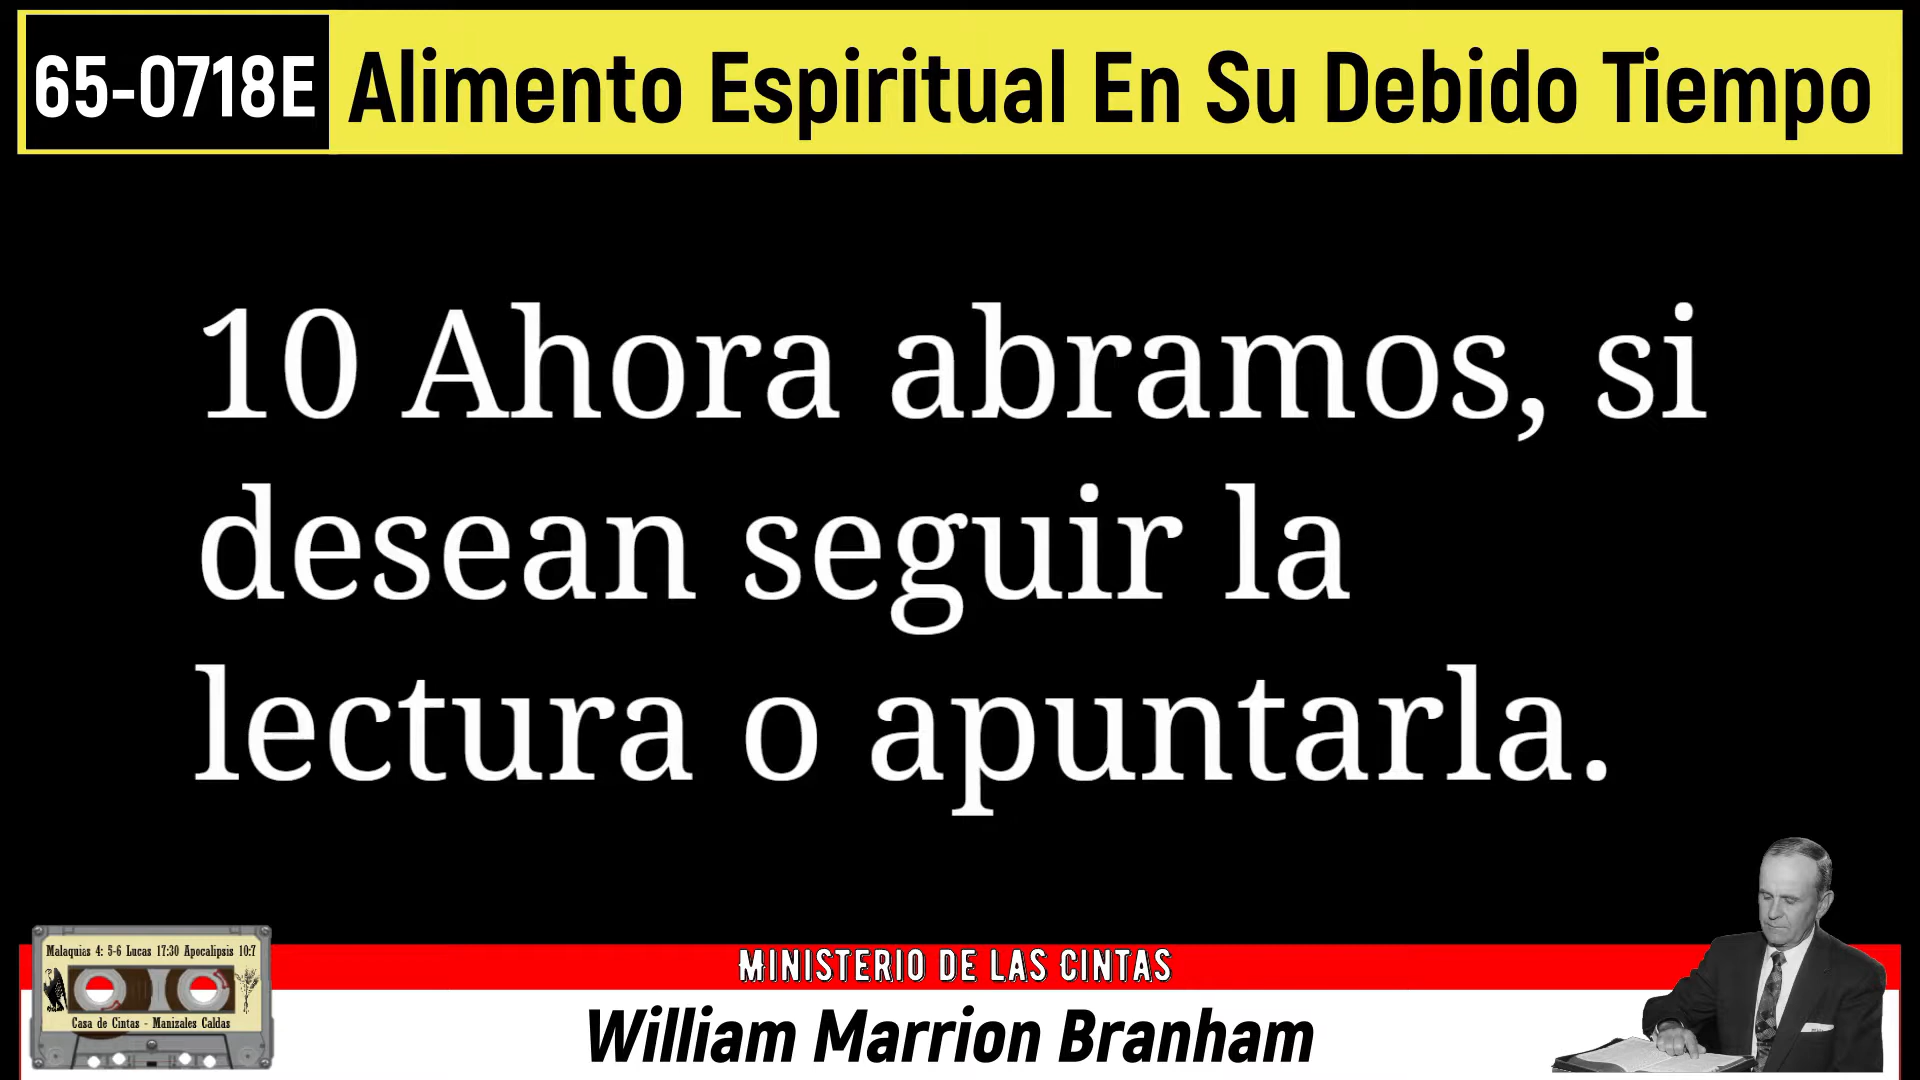 65-0718E Alimento Espiritual En Su Debido Tiempo
10 Ahora abramos, si
desean seguir la
lectura o apuntarla.
Malaquias 4: 5-6 Lucas 17:30 Apocalipsis 10:7
Casa de Cintas - Manizales Caldas
MINISTERIO DE LAS CINTAS
William Marrion Branham